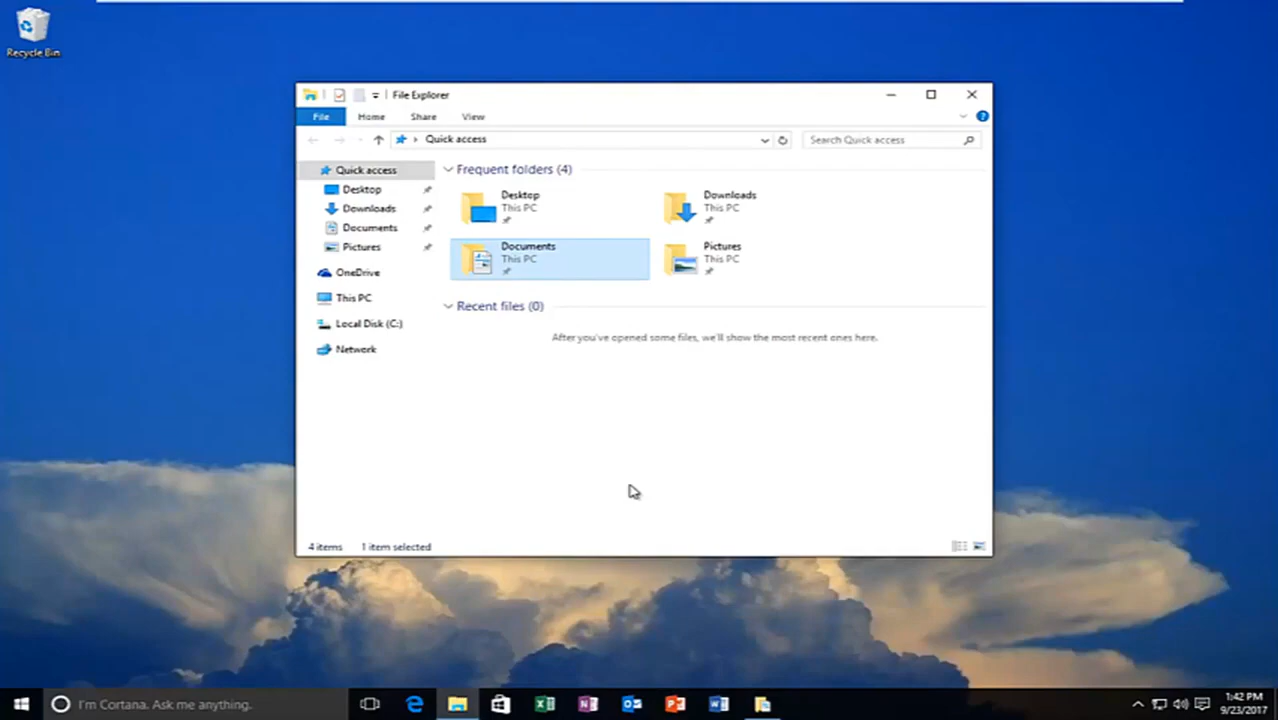 Recycle Bin
File Explorer
File Home Share View
Quick access
Search Quick access
Quick access
Desktop
Downloads
Documents
Pictures
OneDrive
This PC
Local Disk (C:)
Network
Frequent folders (4)
Desktop
This PC
Downloads
This PC
Documents
This PC
Pictures
This PC
Recent files (0)
After you've opened some files, we'll show the most recent ones here.
4 items 1 item selected
I'm Cortana. Ask me anything.
1:42 PM
9/23/2017